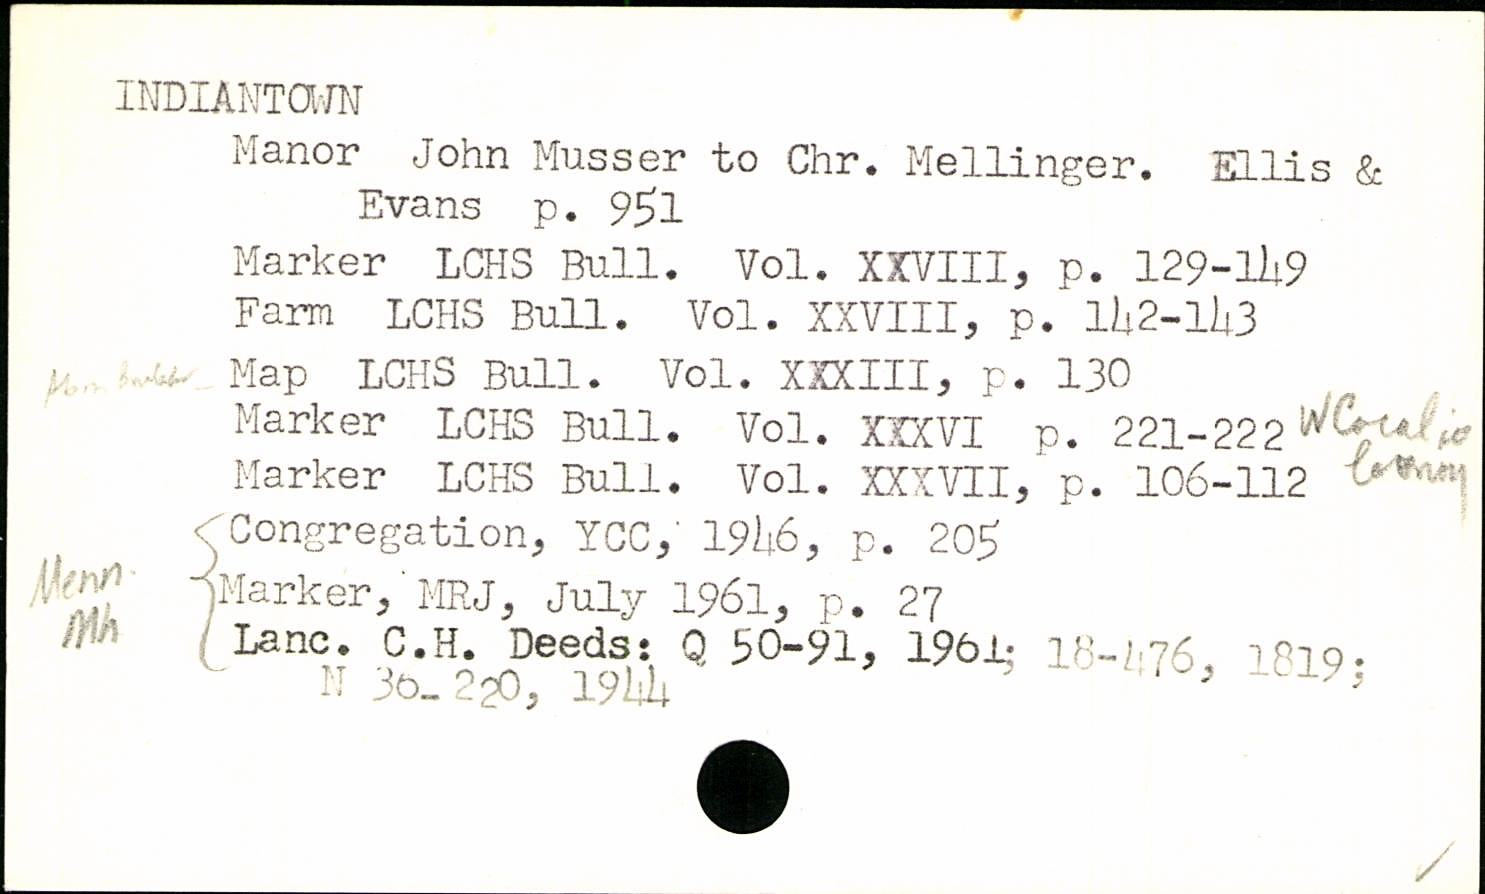 INDIANTOWN
Manor John Musser to Chr. Mellinger. Ellis &
Evans p. 951
Marker LCHS Bull. Vol. XXVIII, p. 129-149
Farm LCHS Bull. Vol. XXVIII, p. 142-143
Map LCHS Bull. Vol. XXXIII, p. 130
Marker LCHS Bull. Vol. XXXVI p. 221-222 W Cocalico
Marker LCHS Bull. Vol. XXXVII, p. 106-112
Congregation, YCC, 1946, p. 205
Menn. Marker, MRJ, July 1961, p. 27
Mh Lanc. C.H. Deeds: Q 50-91, 1961; 18-476, 1819;
N 36-220, 1944